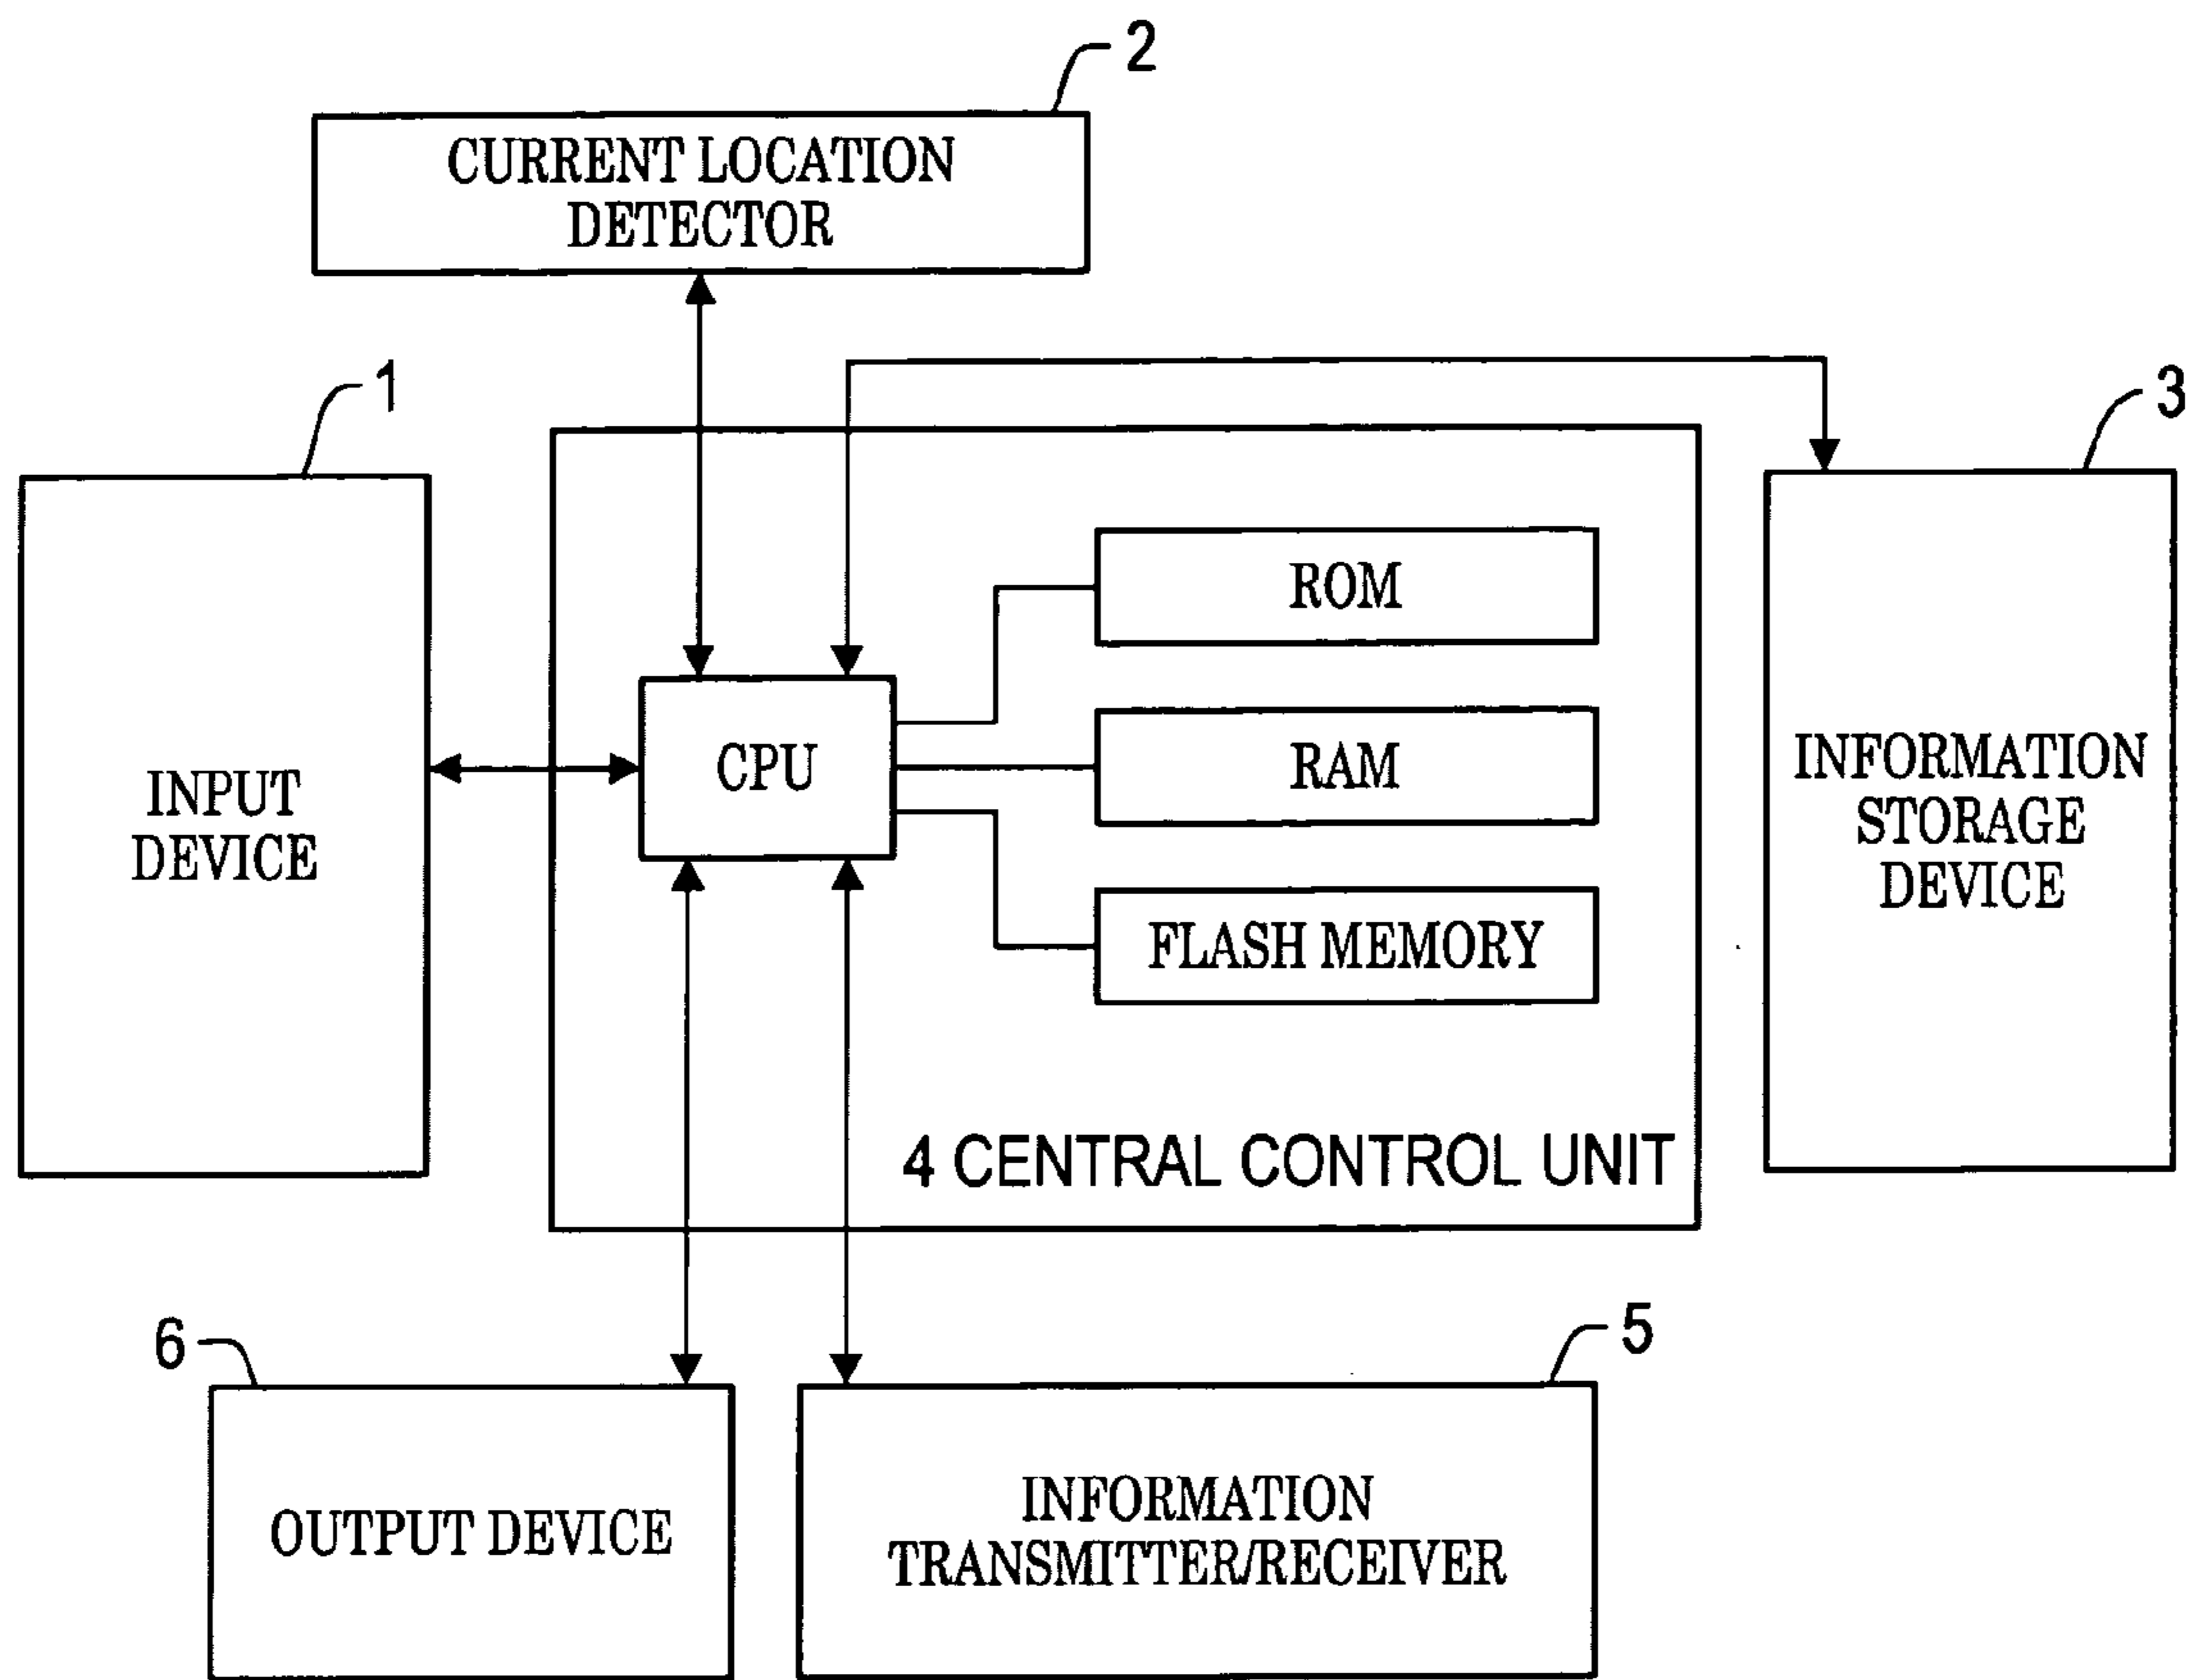 2
CURRENT LOCATION
DETECTOR
1
3
INPUT
DEVICE
CPU
ROM
RAM
FLASH MEMORY
INFORMATION
STORAGE
DEVICE
4 CENTRAL CONTROL UNIT
6
OUTPUT DEVICE
5
INFORMATION
TRANSMITTER/RECEIVER